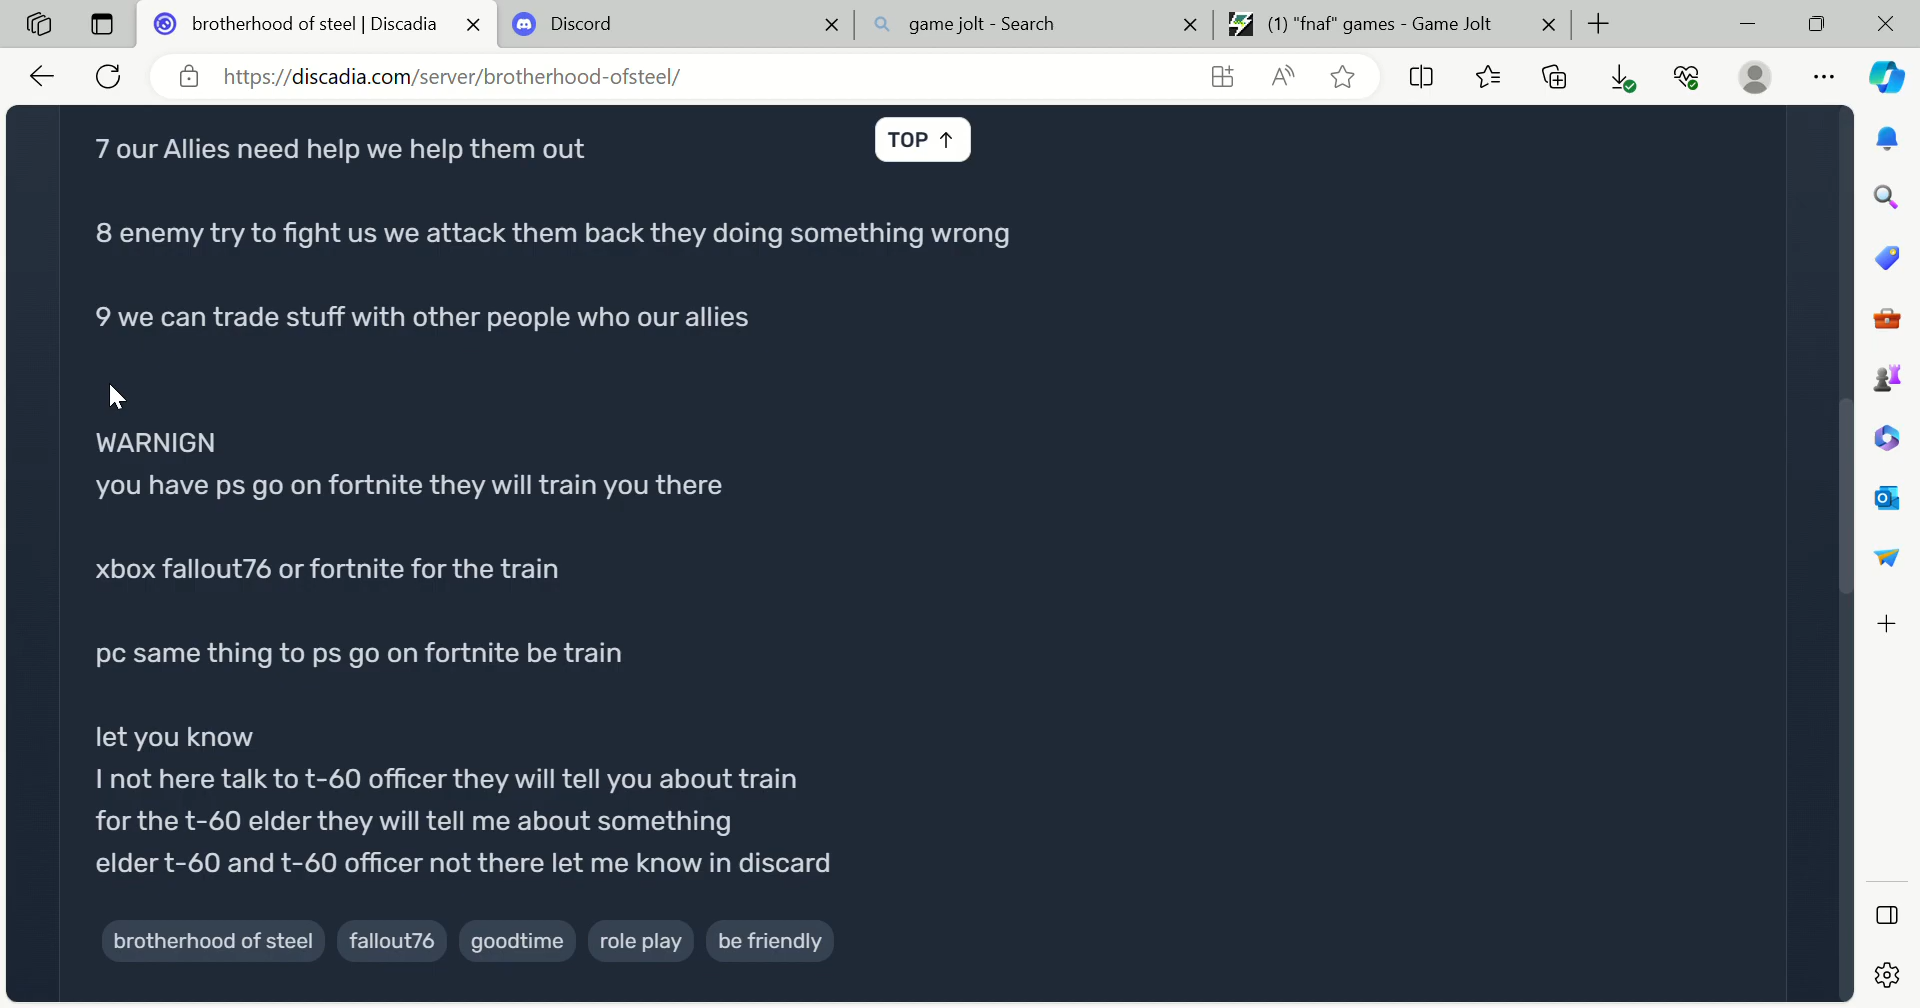 brotherhood of steel | Discadia
Discord
game jolt - Search
(1) "fnaf" games - Game Jolt
https://discadia.com/server/brotherhood-ofsteel/
TOP ↑
7 our Allies need help we help them out
8 enemy try to fight us we attack them back they doing something wrong
9 we can trade stuff with other people who our allies
WARNIGN
you have ps go on fortnite they will train you there
xbox fallout76 or fortnite for the train
pc same thing to ps go on fortnite be train
let you know
I not here talk to t-60 officer they will tell you about train
for the t-60 elder they will tell me about something
elder t-60 and t-60 officer not there let me know in discard
brotherhood of steel
fallout76
goodtime
role play
be friendly